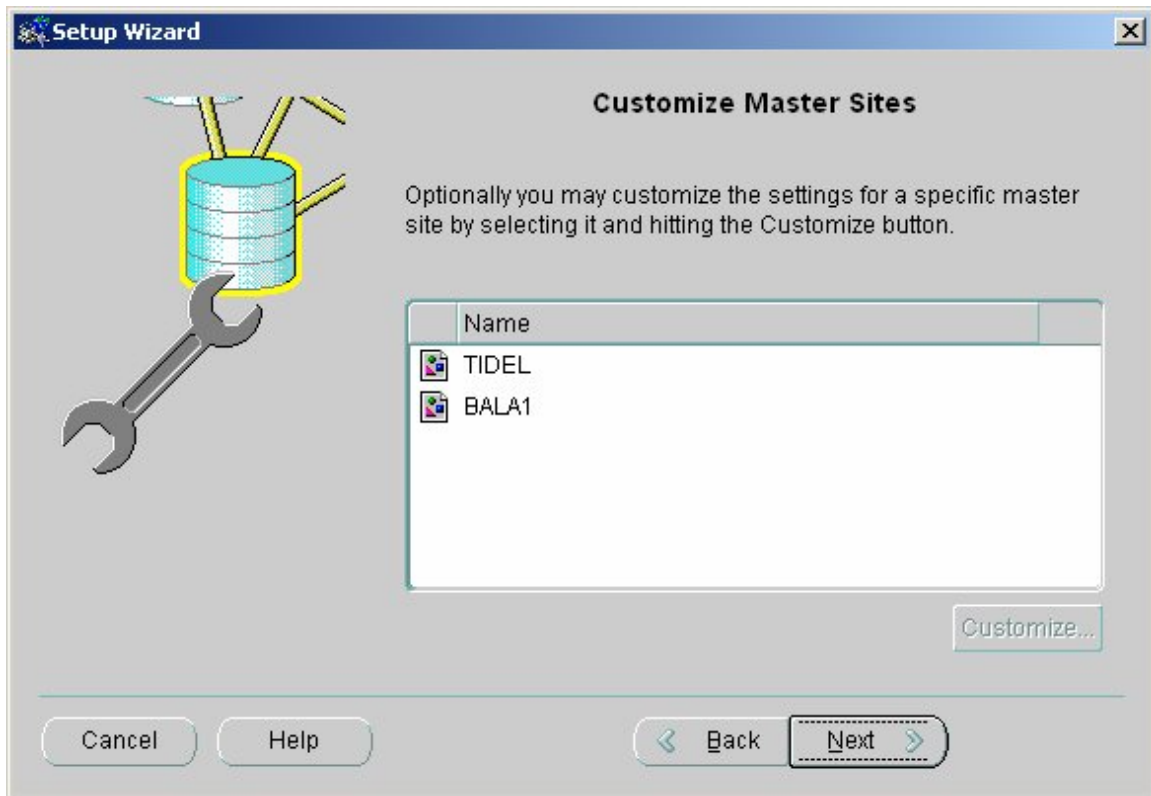 Setup Wizard
Customize Master Sites
Optionally you may customize the settings for a specific master
site by selecting it and hitting the Customize button.
Name
TIDEL
BALA1
Customize...
Cancel
Help
Back
Next